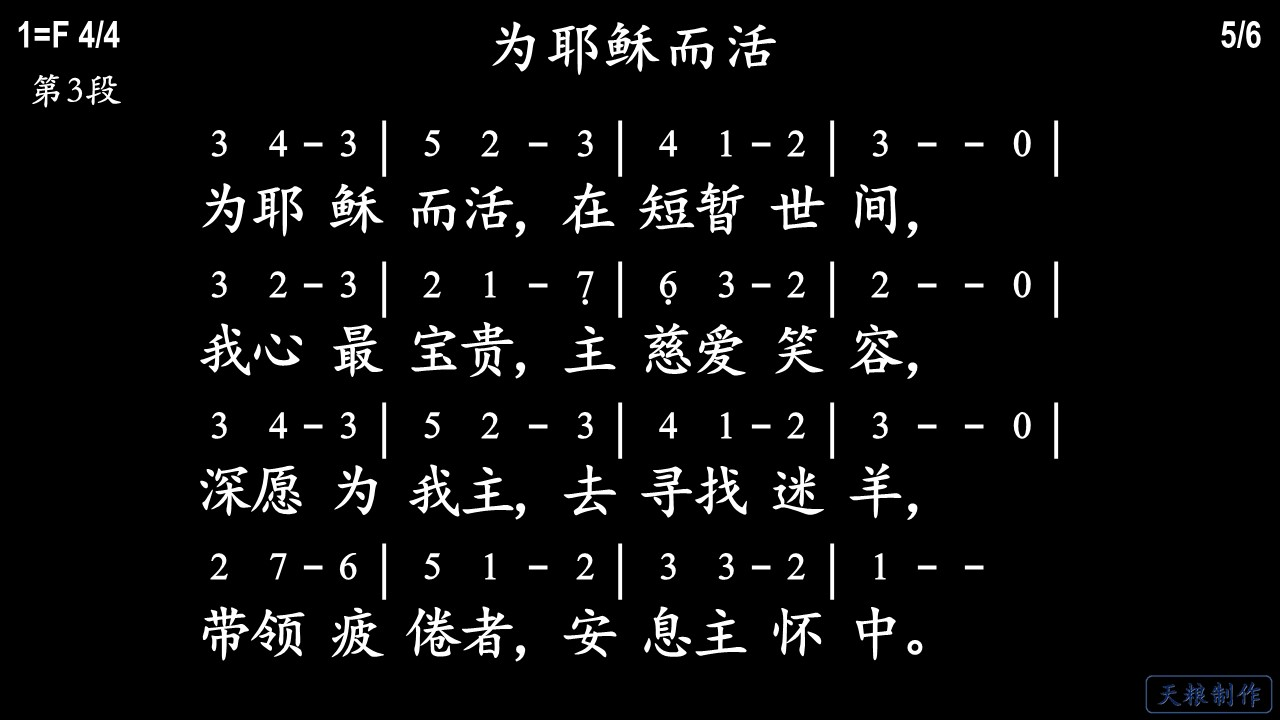 1=F 4/4
为耶稣而活
5/6
第3段
3 4 - 3 | 5 2 - 3 | 4 1 - 2 | 3 - - 0 |
为耶 稣 而活, 在 短暂 世 间,
3 2 - 3 | 2 1 - 7̣ | 6̣ 3 - 2 | 2 - - 0 |
我心 最 宝贵, 主 慈爱 笑 容,
3 4 - 3 | 5 2 - 3 | 4 1 - 2 | 3 - - 0 |
深愿 为 我主, 去 寻找 迷 羊,
2 7 - 6 | 5 1 - 2 | 3 3 - 2 | 1 - -
带领 疲 倦者, 安 息主 怀 中。
天粮制作